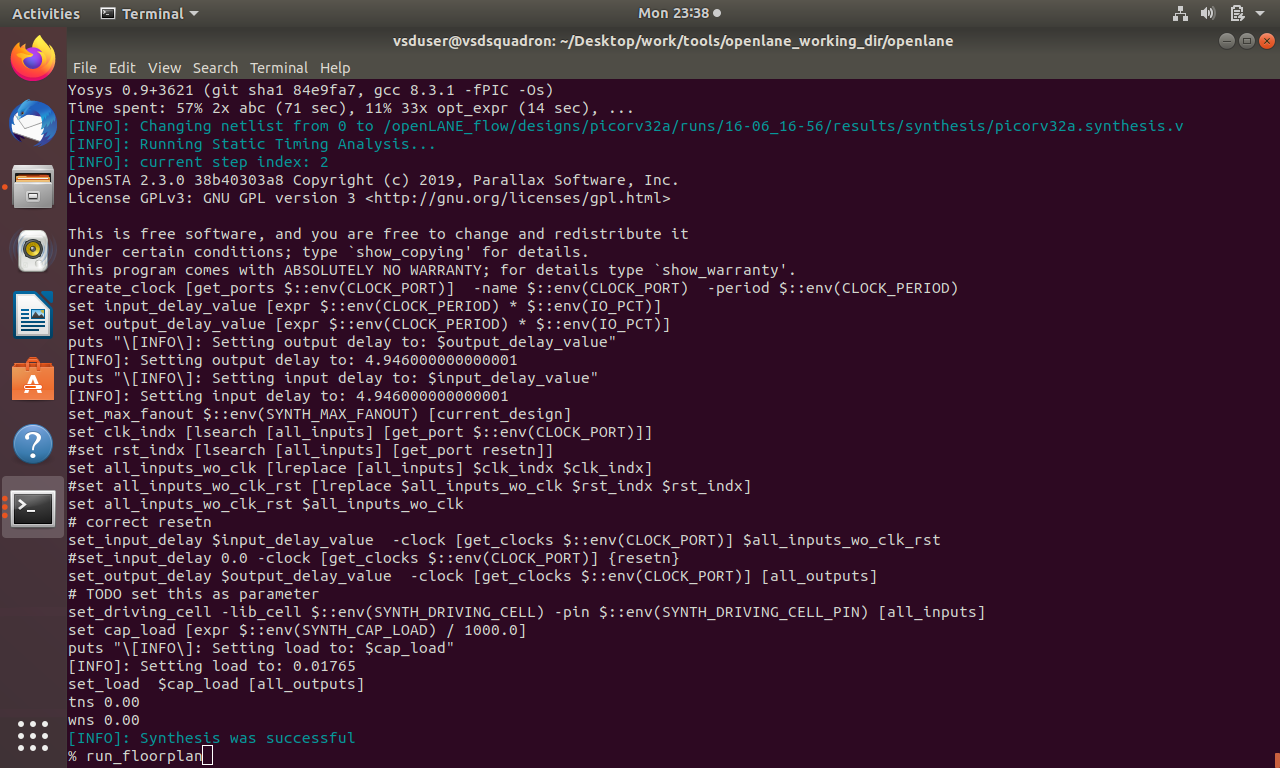 Activities Terminal Mon 23:38
vsduser@vsdsquadron: ~/Desktop/work/tools/openlane_working_dir/openlane
File Edit View Search Terminal Help
Yosys 0.9+3621 (git sha1 84e9fa7, gcc 8.3.1 -fPIC -Os)
Time spent: 57% 2x abc (71 sec), 11% 33x opt_expr (14 sec), ...
[INFO]: Changing netlist from 0 to /openLANE_flow/designs/picorv32a/runs/16-06_16-56/results/synthesis/picorv32a.synthesis.v
[INFO]: Running Static Timing Analysis...
[INFO]: current step index: 2
OpenSTA 2.3.0 38b40303a8 Copyright (c) 2019, Parallax Software, Inc.
License GPLv3: GNU GPL version 3 <http://gnu.org/licenses/gpl.html>

This is free software, and you are free to change and redistribute it
under certain conditions; type `show_copying' for details.
This program comes with ABSOLUTELY NO WARRANTY; for details type `show_warranty'.
create_clock [get_ports $::env(CLOCK_PORT)]  -name $::env(CLOCK_PORT)  -period $::env(CLOCK_PERIOD)
set input_delay_value [expr $::env(CLOCK_PERIOD) * $::env(IO_PCT)]
set output_delay_value [expr $::env(CLOCK_PERIOD) * $::env(IO_PCT)]
puts "\[INFO\]: Setting output delay to: $output_delay_value"
[INFO]: Setting output delay to: 4.946000000000001
puts "\[INFO\]: Setting input delay to: $input_delay_value"
[INFO]: Setting input delay to: 4.946000000000001
set_max_fanout $::env(SYNTH_MAX_FANOUT) [current_design]
set clk_indx [lsearch [all_inputs] [get_port $::env(CLOCK_PORT)]]
#set rst_indx [lsearch [all_inputs] [get_port resetn]]
set all_inputs_wo_clk [lreplace [all_inputs] $clk_indx $clk_indx]
#set all_inputs_wo_clk_rst [lreplace $all_inputs_wo_clk $rst_indx $rst_indx]
set all_inputs_wo_clk_rst $all_inputs_wo_clk
# correct resetn
set_input_delay $input_delay_value  -clock [get_clocks $::env(CLOCK_PORT)] $all_inputs_wo_clk_rst
#set_input_delay 0.0 -clock [get_clocks $::env(CLOCK_PORT)] {resetn}
set_output_delay $output_delay_value  -clock [get_clocks $::env(CLOCK_PORT)] [all_outputs]
# TODO set this as parameter
set_driving_cell -lib_cell $::env(SYNTH_DRIVING_CELL) -pin $::env(SYNTH_DRIVING_CELL_PIN) [all_inputs]
set cap_load [expr $::env(SYNTH_CAP_LOAD) / 1000.0]
puts "\[INFO\]: Setting load to: $cap_load"
[INFO]: Setting load to: 0.01765
set_load  $cap_load [all_outputs]
tns 0.00
wns 0.00
[INFO]: Synthesis was successful
% run_floorplan